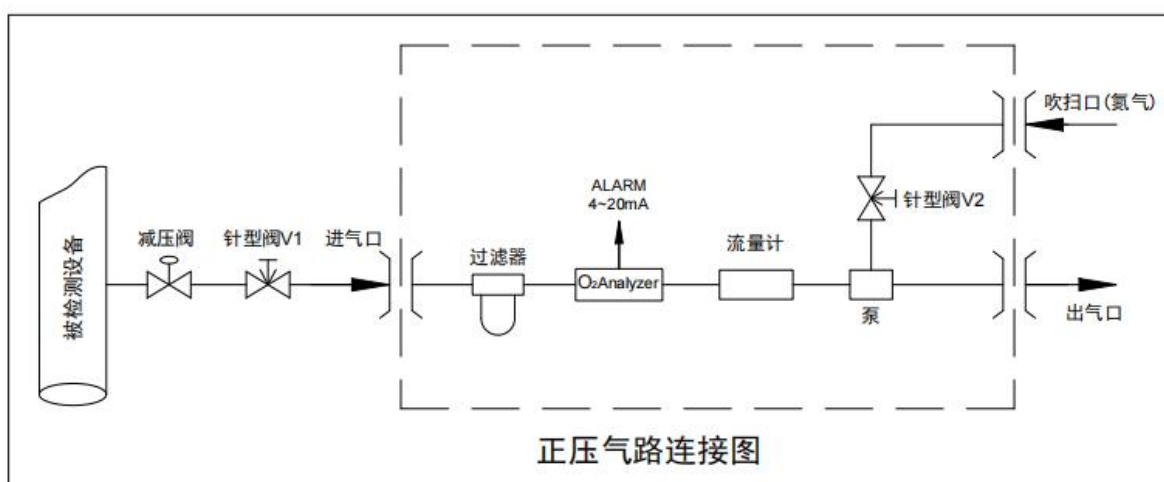 吹扫口(氮气)
ALARM
4~20mA
针型阀V2
减压阀
针型阀V1
进气口
过滤器
流量计
被检测设备
O₂Analyzer
泵
出气口
正压气路连接图